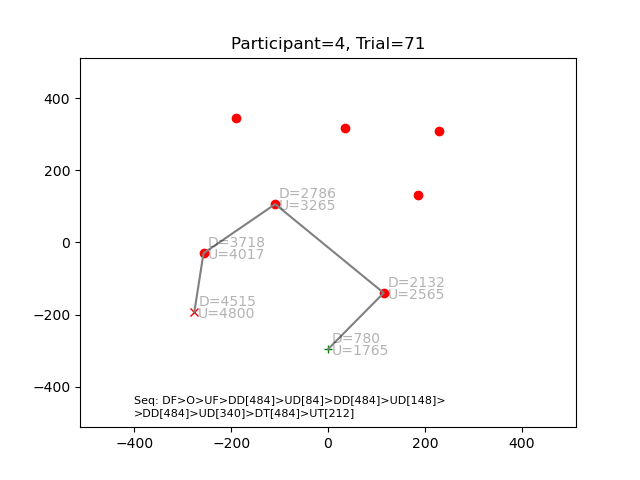 Participant=4, Trial=71
400
200
0
−200
−400
D=2786
U=3265
D=3718
U=4017
D=2132
U=2565
D=4515
U=4800
D=780
U=1765
Seq: DF>O>UF>DD[484]>UD[84]>DD[484]>UD[148]>
>DD[484]>UD[340]>DT[484]>UT[212]
−400 −200 0 200 400